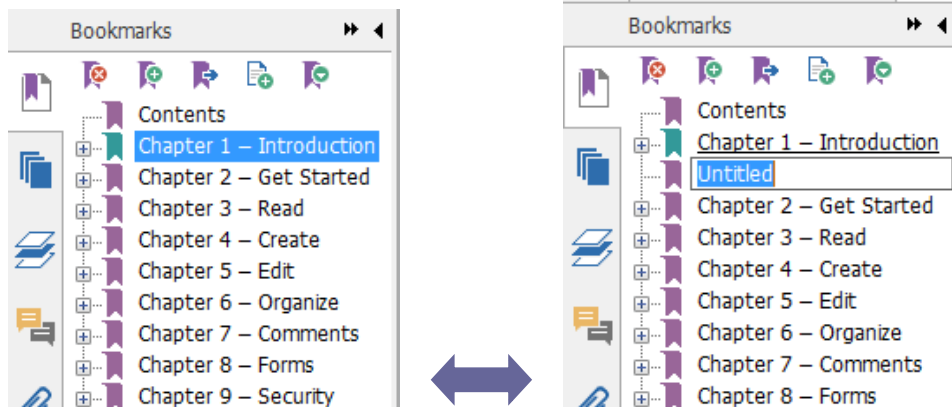 Bookmarks
Contents
Chapter 1 – Introduction
Chapter 2 – Get Started
Chapter 3 – Read
Chapter 4 – Create
Chapter 5 – Edit
Chapter 6 – Organize
Chapter 7 – Comments
Chapter 8 – Forms
Chapter 9 – Security
Bookmarks
Contents
Chapter 1 – Introduction
Untitled
Chapter 2 – Get Started
Chapter 3 – Read
Chapter 4 – Create
Chapter 5 – Edit
Chapter 6 – Organize
Chapter 7 – Comments
Chapter 8 – Forms